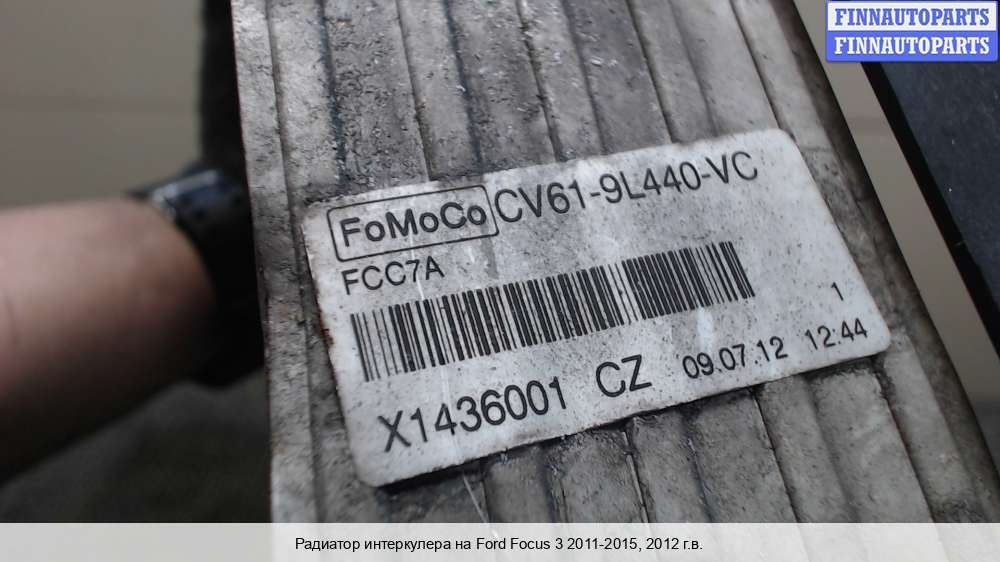 FINNAUTOPARTS
FINNAUTOPARTS
FoMoCo CV61-9L440-VC
FCC7A
1
X1436001 CZ 09.07.12 12:44
Радиатор интеркулера на Ford Focus 3 2011-2015, 2012 г.в.